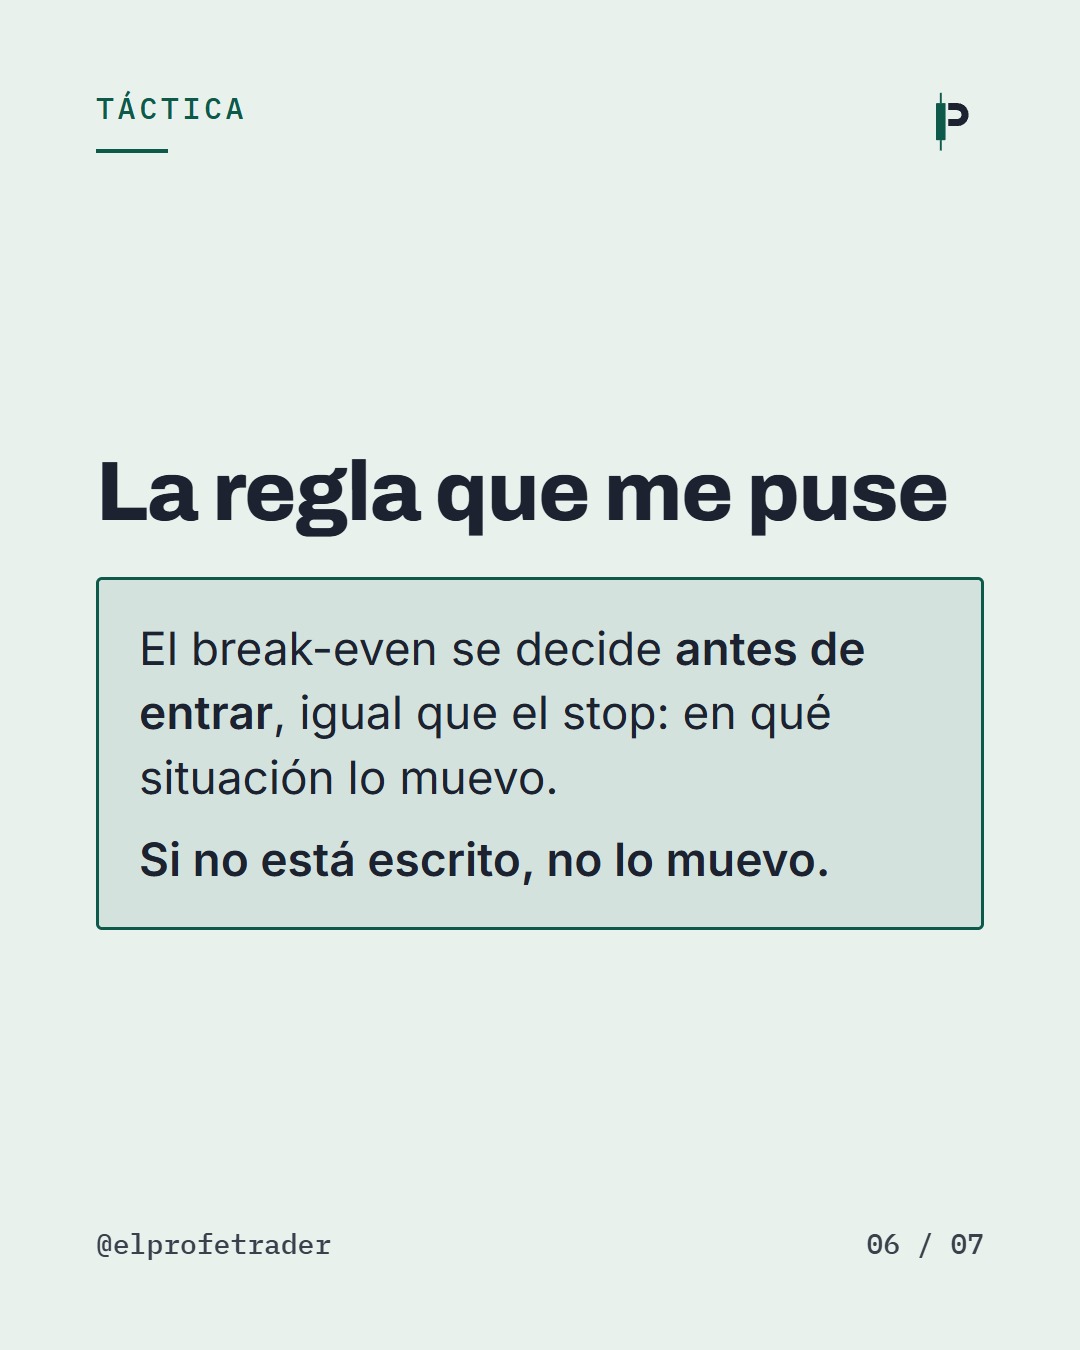 TÁCTICA
La regla que me puse
El break-even se decide antes de
entrar, igual que el stop: en qué
situación lo muevo.
Si no está escrito, no lo muevo.
@elprofetrader
06 / 07